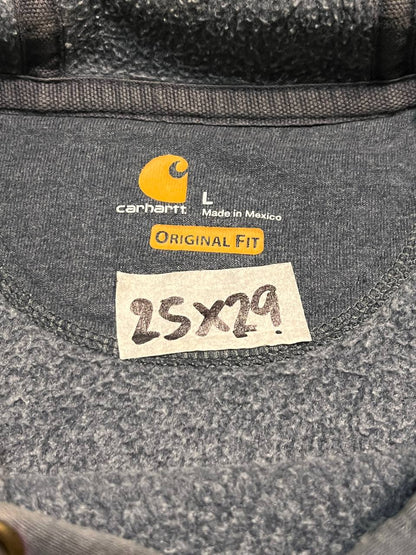 L
carhartt
Made in Mexico
ORIGINAL FIT
25X29